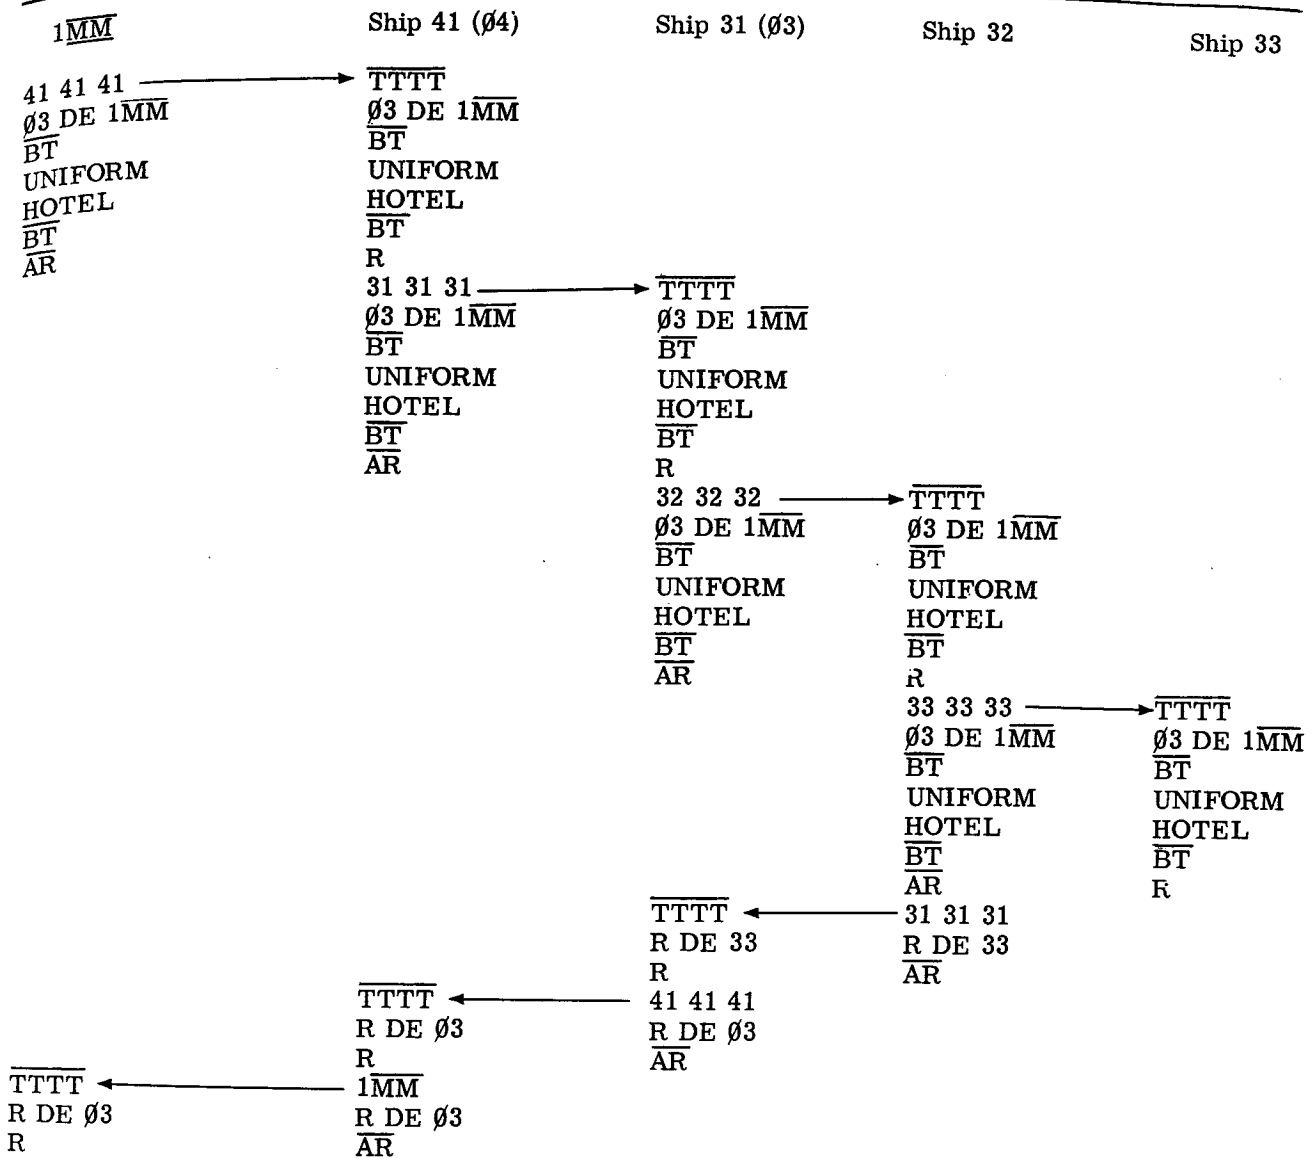 1MM
Ship 41 (Ø4)
Ship 31 (Ø3)
Ship 32
Ship 33
41 41 41
Ø3 DE 1MM
BT
UNIFORM
HOTEL
BT
AR
TTTT
R DE Ø3
R
TTTT
Ø3 DE 1MM
BT
UNIFORM
HOTEL
BT
R
31 31 31
Ø3 DE 1MM
BT
UNIFORM
HOTEL
BT
AR
TTTT
R DE Ø3
R
1MM
R DE Ø3
AR
TTTT
Ø3 DE 1MM
BT
UNIFORM
HOTEL
BT
R
32 32 32
Ø3 DE 1MM
BT
UNIFORM
HOTEL
BT
AR
TTTT
R DE 33
R
41 41 41
R DE Ø3
AR
TTTT
Ø3 DE 1MM
BT
UNIFORM
HOTEL
BT
R
33 33 33
Ø3 DE 1MM
BT
UNIFORM
HOTEL
BT
AR
31 31 31
R DE 33
AR
TTTT
Ø3 DE 1MM
BT
UNIFORM
HOTEL
BT
R